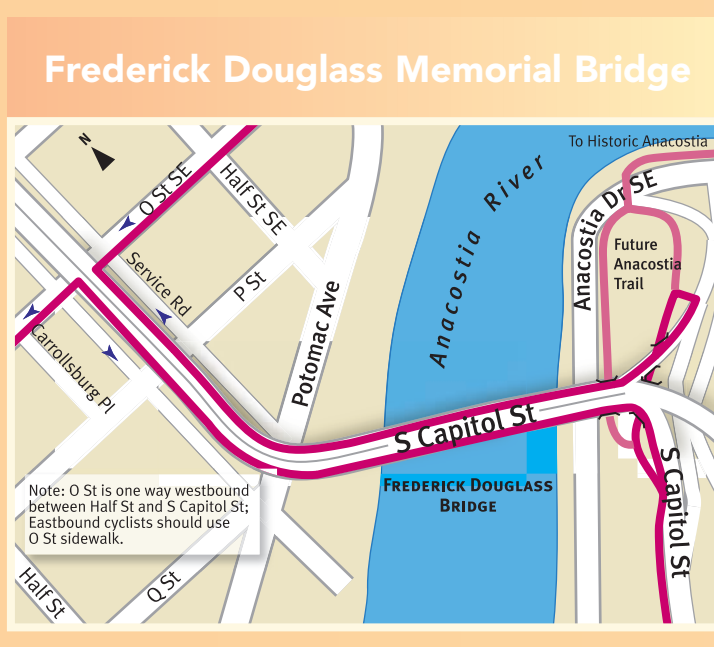 Frederick Douglass Memorial Bridge
N
To Historic Anacostia
O St SE
Half St SE
Anacostia River
Anacostia Dr SE
Future
Anacostia
Trail
Service Rd
P St
Potomac Ave
Carrollsburg Pl
S Capitol St
FREDERICK DOUGLASS
BRIDGE
S Capitol St
Note: O St is one way westbound
between Half St and S Capitol St;
Eastbound cyclists should use
O St sidewalk.
Half St
Q St